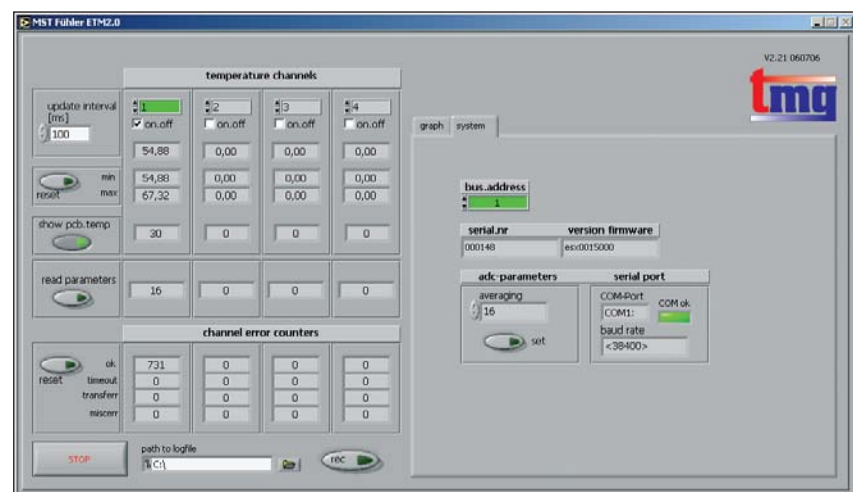 MST Fühler ETM2.0
V2.21 060706
tmg
temperature channels
update interval
[ms]
100
1 2 3 4
on.off on.off on.off on.off
54,88 0,00 0,00 0,00
min 54,88 0,00 0,00 0,00
reset max 67,32 0,00 0,00 0,00
show pcb.temp
30 0 0 0
read parameters
16 0 0 0
channel error counters
ok 731 0 0 0
reset timeout 0 0 0 0
transferr 0 0 0 0
miscerr 0 0 0 0
STOP
path to logfile
C:\
rec
graph system
bus.address
1
serial.nr version firmware
000148 esx0015000
adc-parameters serial port
averaging
16
set
COM-Port COM ok
COM1:
baud rate
<38400>